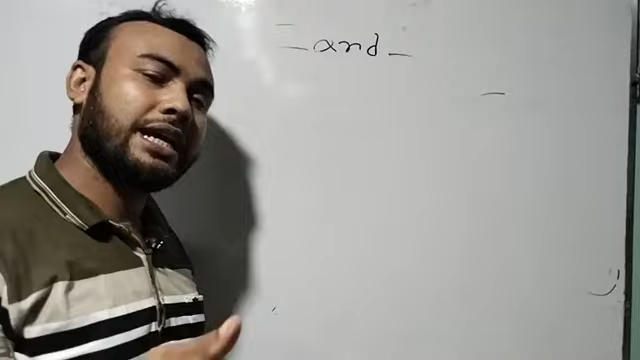 — and —